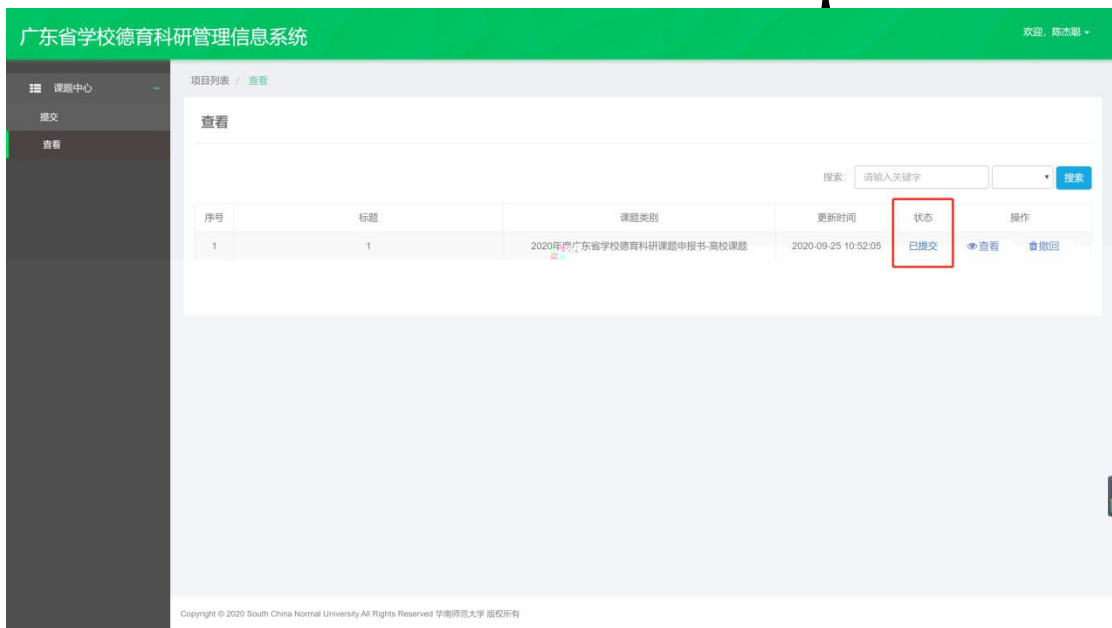 广东省学校德育科研管理信息系统
欢迎，陈杰聪
课题中心
提交
查看
项目列表 / 查看
查看
搜索: 请输入关键字 搜索
序号 标题 课题类别 更新时间 状态 操作
1 1 2020年度广东省学校德育科研课题申报书-高校课题 2020-09-25 10:52:05 已提交 查看 撤回
Copyright © 2020 South China Normal University.All Rights Reserved 华南师范大学 版权所有